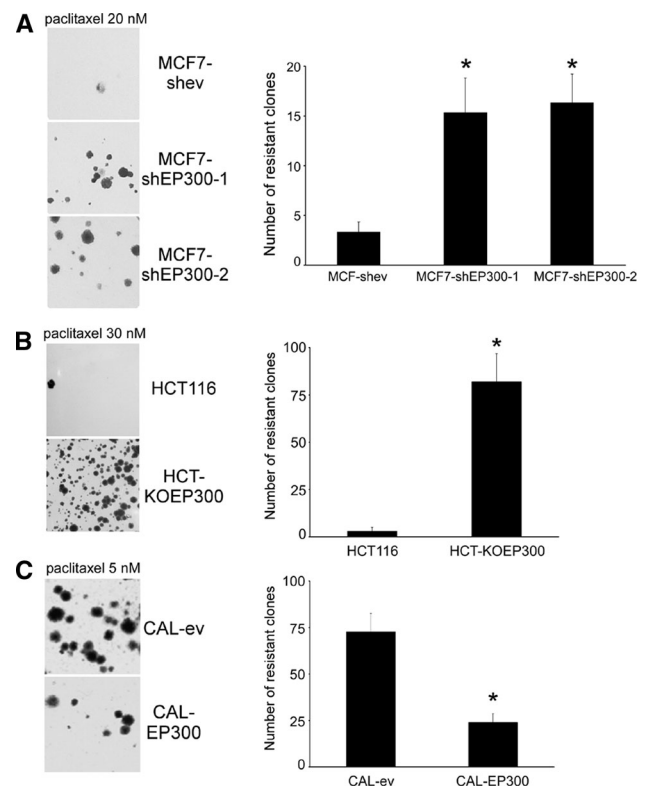 A
paclitaxel 20 nM
MCF7-
shev
MCF7-
shEP300-1
MCF7-
shEP300-2
Number of resistant clones
20
15
10
5
0
*
*
MCF-shev
MCF7-shEP300-1
MCF7-shEP300-2
B
paclitaxel 30 nM
HCT116
HCT-
KOEP300
Number of resistant clones
100
75
50
25
0
*
HCT116
HCT-KOEP300
C
paclitaxel 5 nM
CAL-ev
CAL-
EP300
Number of resistant clones
100
75
50
25
0
*
CAL-ev
CAL-EP300